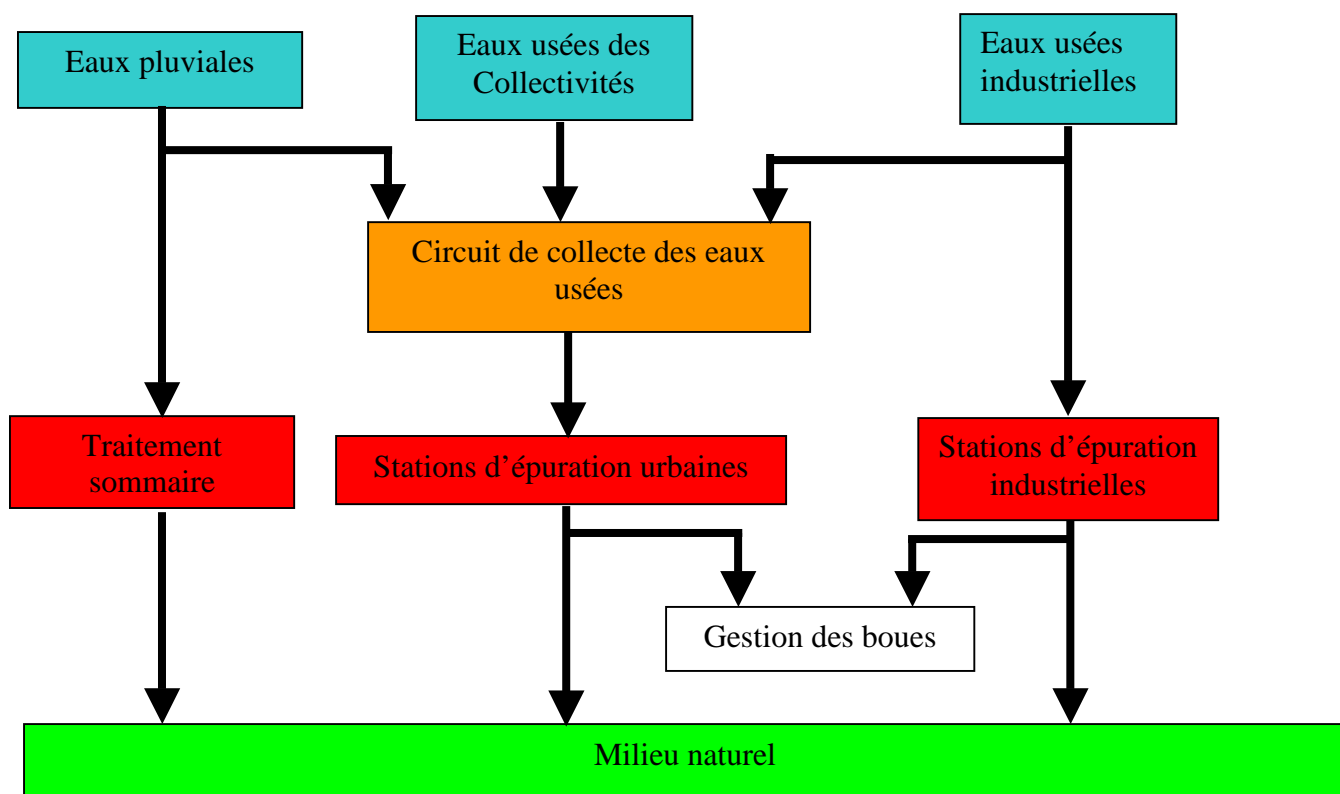 Eaux pluviales
Eaux usées des
Collectivités
Eaux usées
industrielles
Circuit de collecte des eaux
usées
Traitement
sommaire
Stations d’épuration urbaines
Stations d’épuration
industrielles
Gestion des boues
Milieu naturel